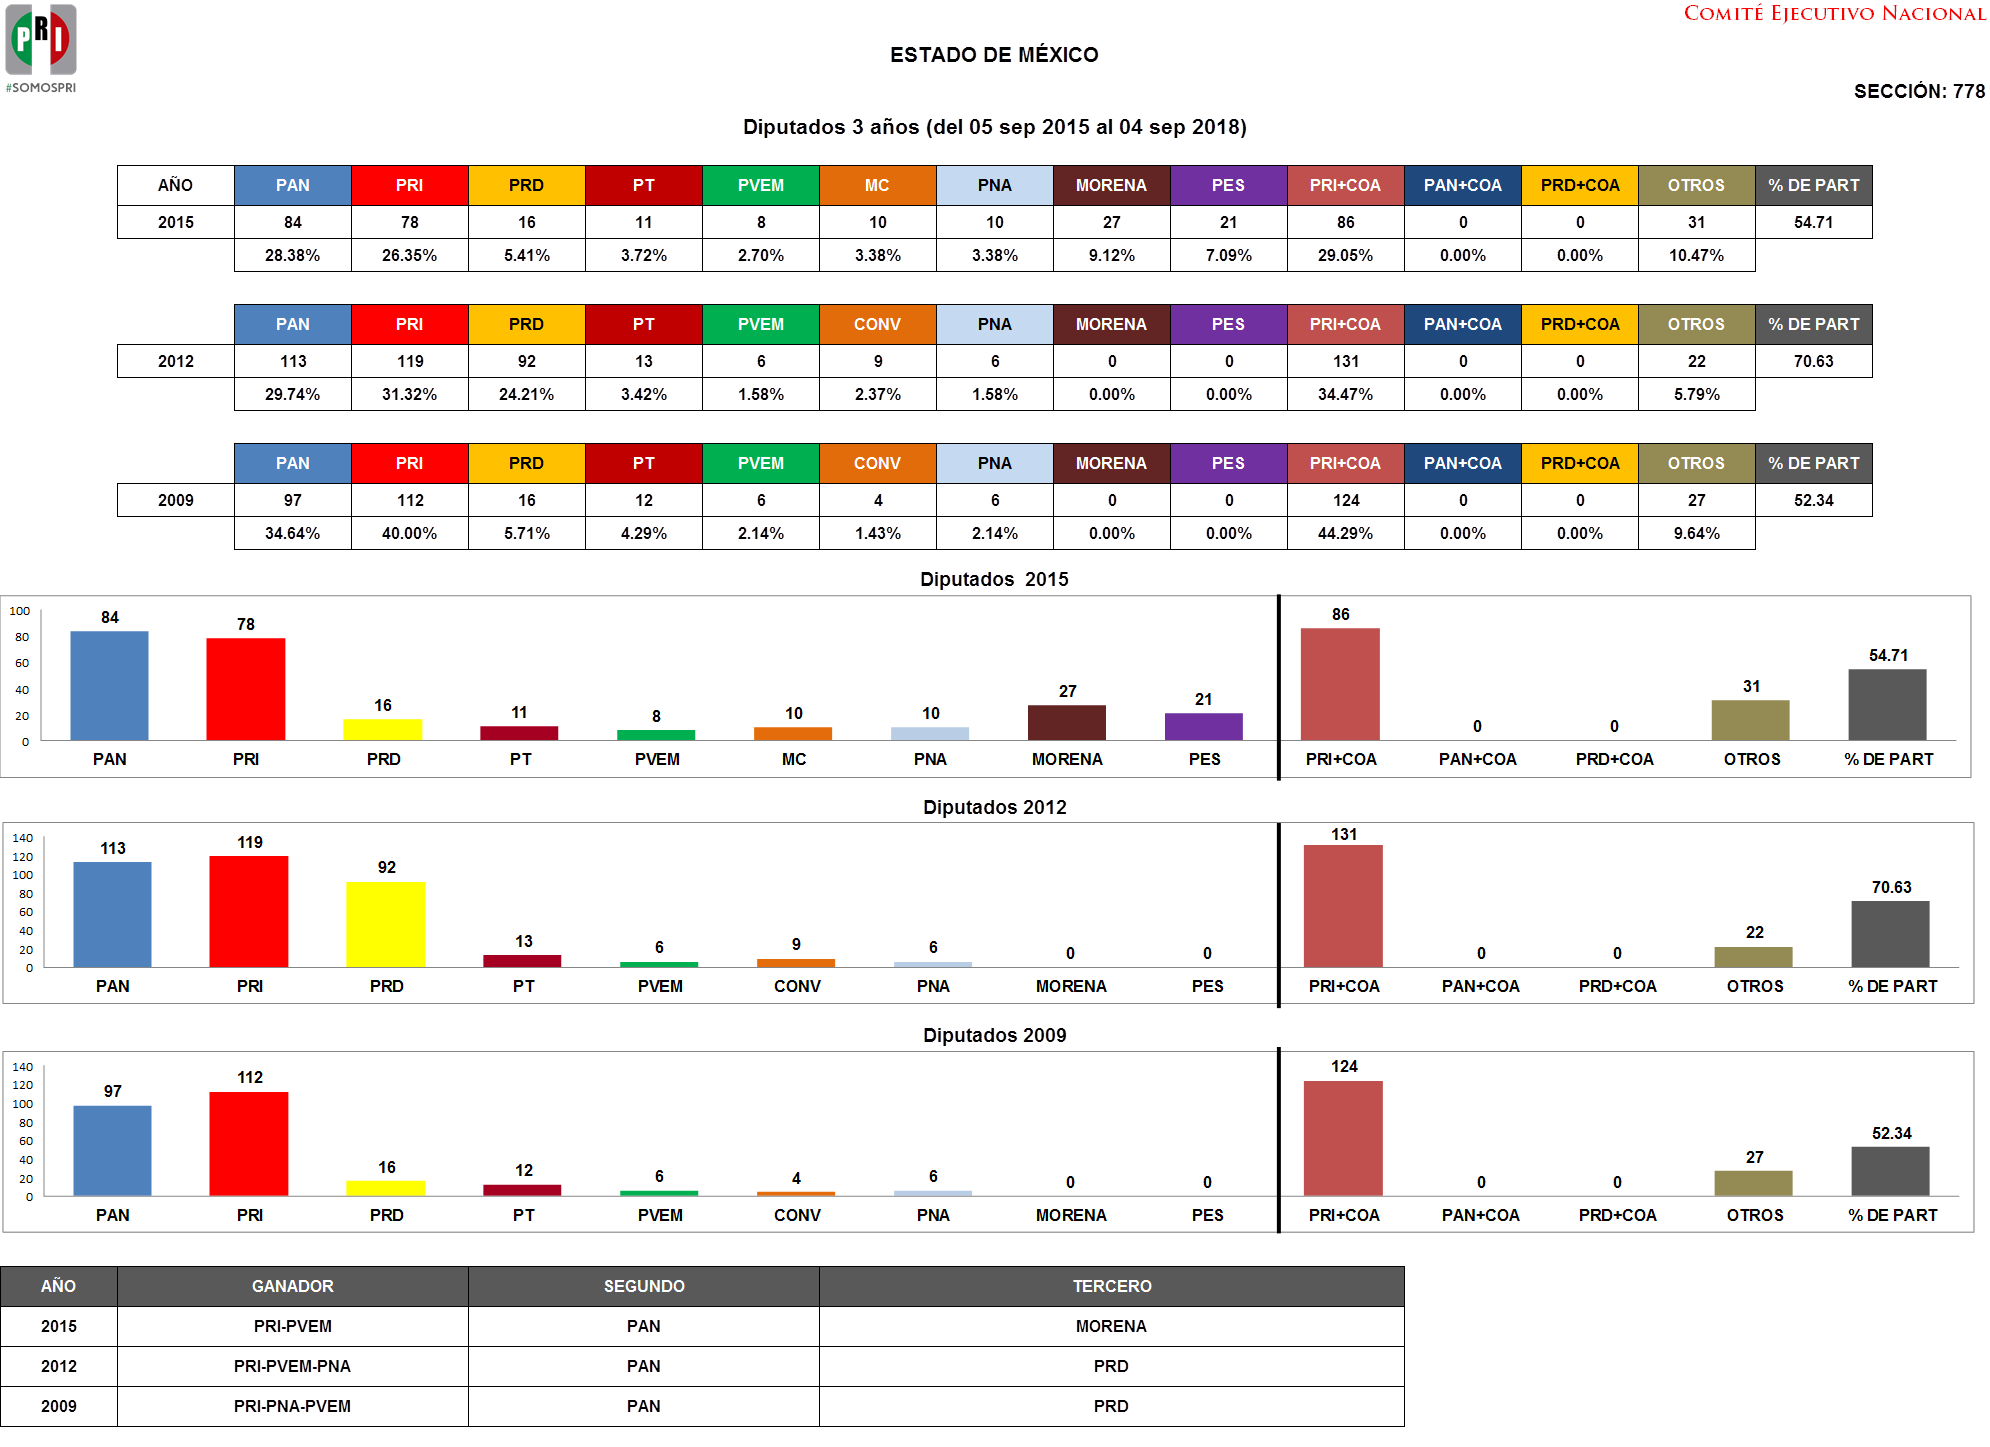 PRI
#SOMOSPRI
COMITÉ EJECUTIVO NACIONAL
ESTADO DE MÉXICO
SECCIÓN: 778
Diputados 3 años (del 05 sep 2015 al 04 sep 2018)
AÑO PAN PRI PRD PT PVEM MC PNA MORENA PES PRI+COA PAN+COA PRD+COA OTROS % DE PART
2015 84 78 16 11 8 10 10 27 21 86 0 0 31 54.71
28.38% 26.35% 5.41% 3.72% 2.70% 3.38% 3.38% 9.12% 7.09% 29.05% 0.00% 0.00% 10.47%
PAN PRI PRD PT PVEM CONV PNA MORENA PES PRI+COA PAN+COA PRD+COA OTROS % DE PART
2012 113 119 92 13 6 9 6 0 0 131 0 0 22 70.63
29.74% 31.32% 24.21% 3.42% 1.58% 2.37% 1.58% 0.00% 0.00% 34.47% 0.00% 0.00% 5.79%
PAN PRI PRD PT PVEM CONV PNA MORENA PES PRI+COA PAN+COA PRD+COA OTROS % DE PART
2009 97 112 16 12 6 4 6 0 0 124 0 0 27 52.34
34.64% 40.00% 5.71% 4.29% 2.14% 1.43% 2.14% 0.00% 0.00% 44.29% 0.00% 0.00% 9.64%
Diputados 2015
100
80
60
40
20
0
84 78 16 11 8 10 10 27 21 86 0 0 31 54.71
PAN PRI PRD PT PVEM MC PNA MORENA PES PRI+COA PAN+COA PRD+COA OTROS % DE PART
Diputados 2012
140
120
100
80
60
40
20
0
113 119 92 13 6 9 6 0 0 131 0 0 22 70.63
PAN PRI PRD PT PVEM CONV PNA MORENA PES PRI+COA PAN+COA PRD+COA OTROS % DE PART
Diputados 2009
140
120
100
80
60
40
20
0
97 112 16 12 6 4 6 0 0 124 0 0 27 52.34
PAN PRI PRD PT PVEM CONV PNA MORENA PES PRI+COA PAN+COA PRD+COA OTROS % DE PART
AÑO GANADOR SEGUNDO TERCERO
2015 PRI-PVEM PAN MORENA
2012 PRI-PVEM-PNA PAN PRD
2009 PRI-PNA-PVEM PAN PRD